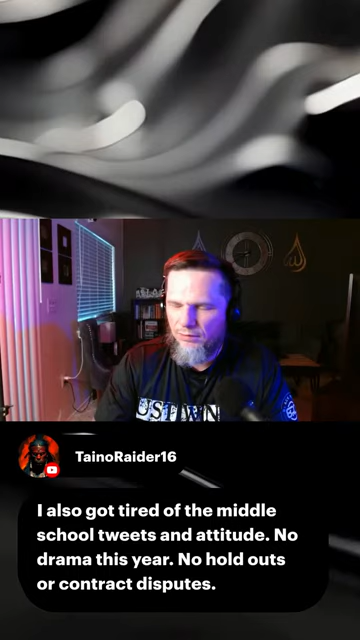 TainoRaider16
I also got tired of the middle
school tweets and attitude. No
drama this year. No hold outs
or contract disputes.